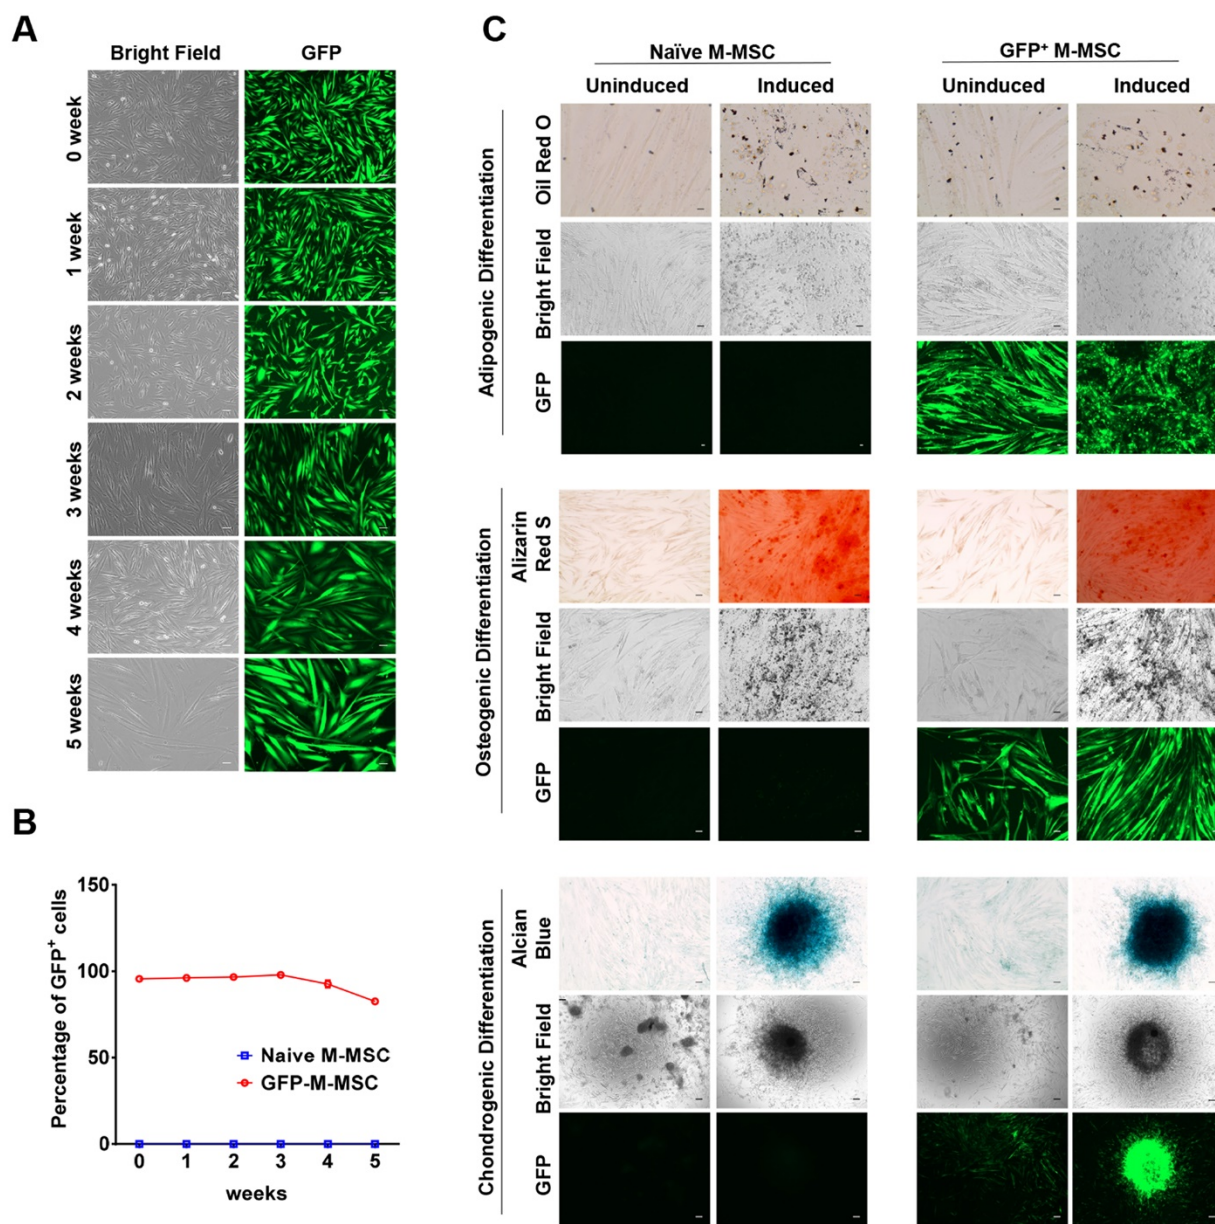 A
Bright Field GFP
0 week
1 week
2 weeks
3 weeks
4 weeks
5 weeks
B
Percentage of GFP+ cells
150
100
50
0
Naive M-MSC
GFP-M-MSC
0 1 2 3 4 5
weeks
C
Naïve M-MSC GFP+ M-MSC
Uninduced Induced Uninduced Induced
Adipogenic Differentiation
Oil Red O
Bright Field
GFP
Osteogenic Differentiation
Alizarin
Red S
Bright Field
GFP
Chondrogenic Differentiation
Alcian
Blue
Bright Field
GFP